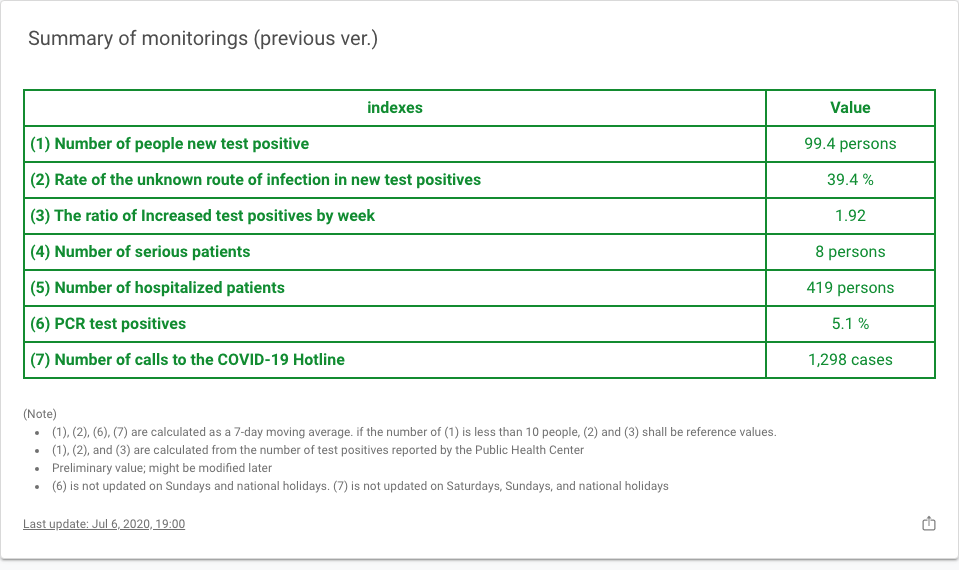 Summary of monitorings (previous ver.)
indexes Value
(1) Number of people new test positive 99.4 persons
(2) Rate of the unknown route of infection in new test positives 39.4 %
(3) The ratio of Increased test positives by week 1.92
(4) Number of serious patients 8 persons
(5) Number of hospitalized patients 419 persons
(6) PCR test positives 5.1 %
(7) Number of calls to the COVID-19 Hotline 1,298 cases
(Note)
• (1), (2), (6), (7) are calculated as a 7-day moving average. if the number of (1) is less than 10 people, (2) and (3) shall be reference values.
• (1), (2), and (3) are calculated from the number of test positives reported by the Public Health Center
• Preliminary value; might be modified later
• (6) is not updated on Sundays and national holidays. (7) is not updated on Saturdays, Sundays, and national holidays
Last update: Jul 6, 2020, 19:00